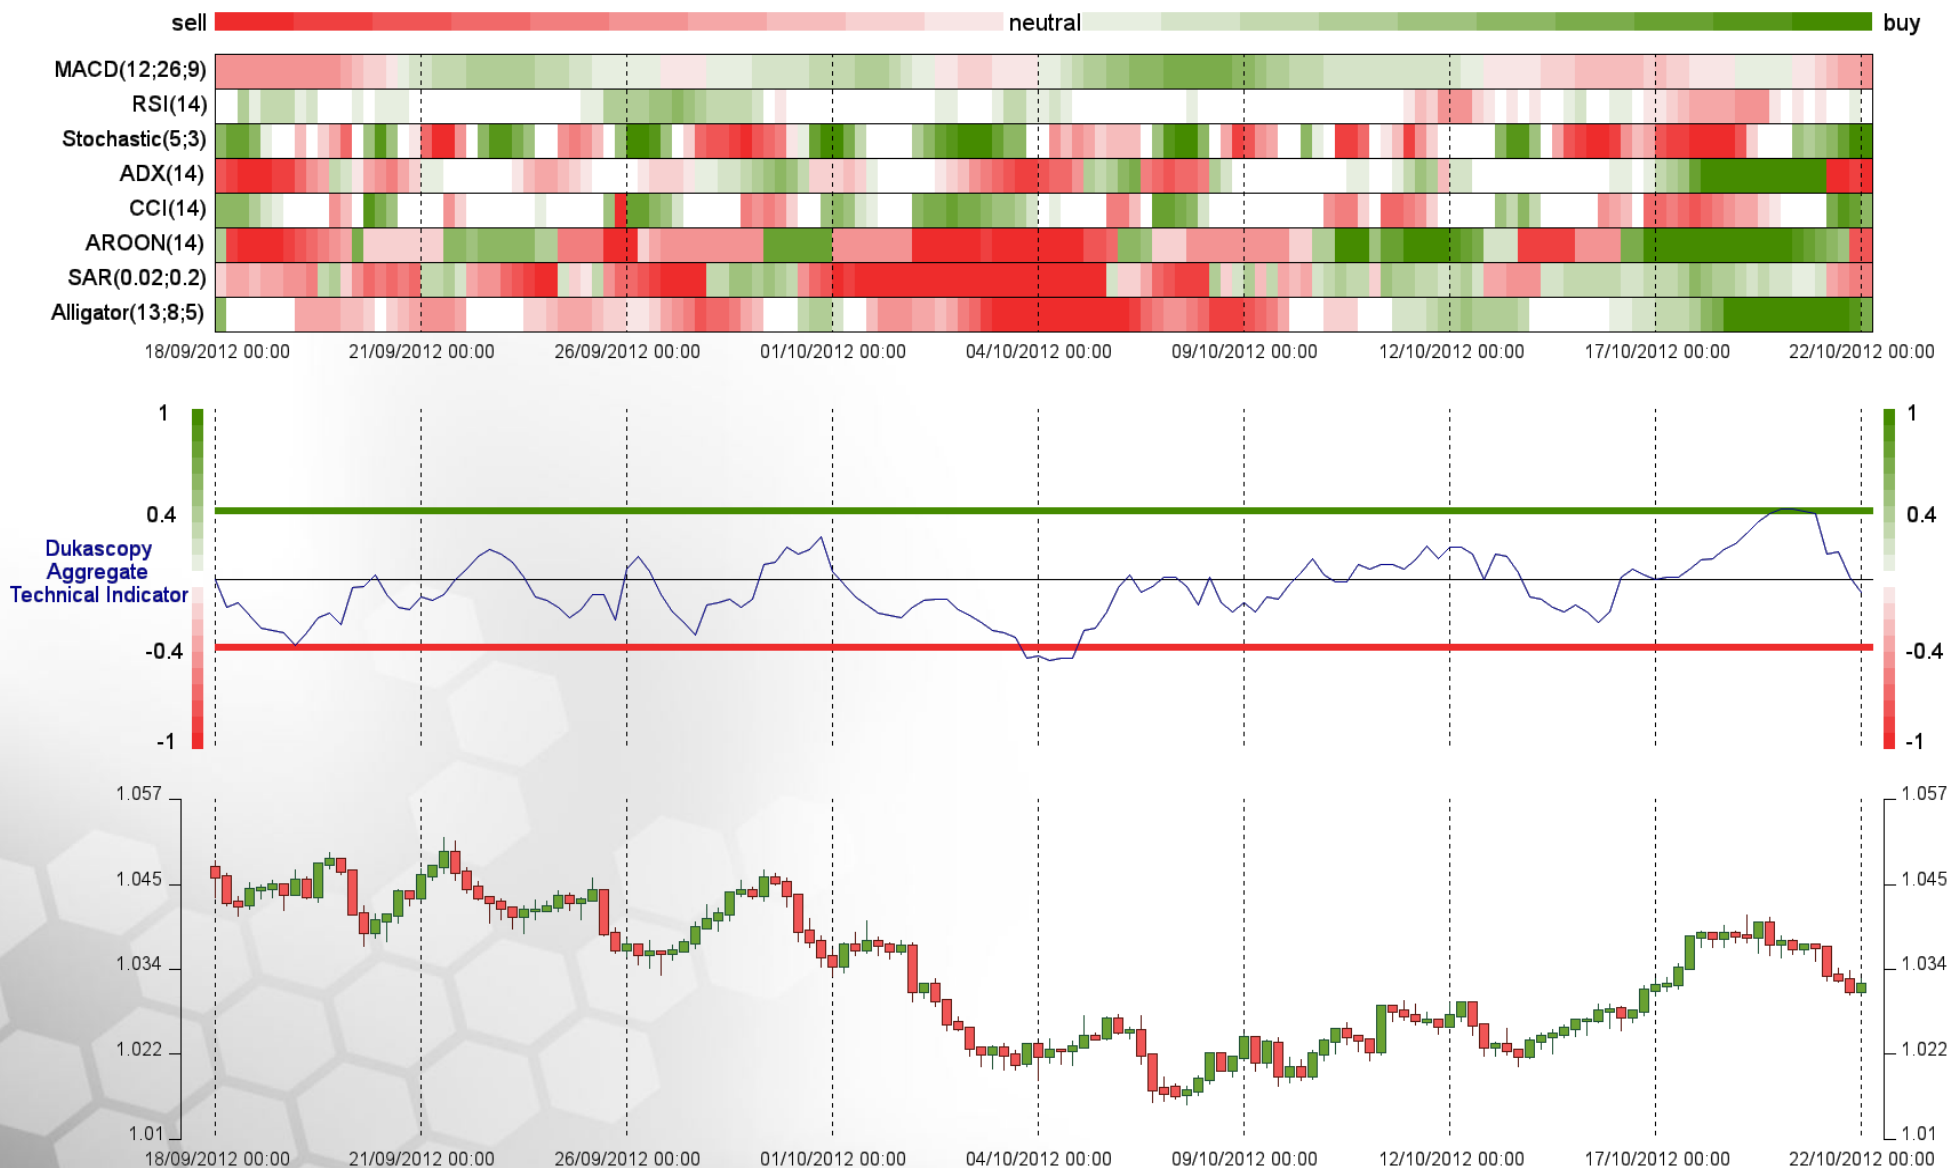 sell neutral buy
MACD(12;26;9)
RSI(14)
Stochastic(5;3)
ADX(14)
CCI(14)
AROON(14)
SAR(0.02;0.2)
Alligator(13;8;5)
18/09/2012 00:00 21/09/2012 00:00 26/09/2012 00:00 01/10/2012 00:00 04/10/2012 00:00 09/10/2012 00:00 12/10/2012 00:00 17/10/2012 00:00 22/10/2012 00:00
1 1
0.4 0.4
Dukascopy
Aggregate
Technical Indicator
-0.4 -0.4
-1 -1
1.057 1.057
1.045 1.045
1.034 1.034
1.022 1.022
1.01 1.01
18/09/2012 00:00 21/09/2012 00:00 26/09/2012 00:00 01/10/2012 00:00 04/10/2012 00:00 09/10/2012 00:00 12/10/2012 00:00 17/10/2012 00:00 22/10/2012 00:00